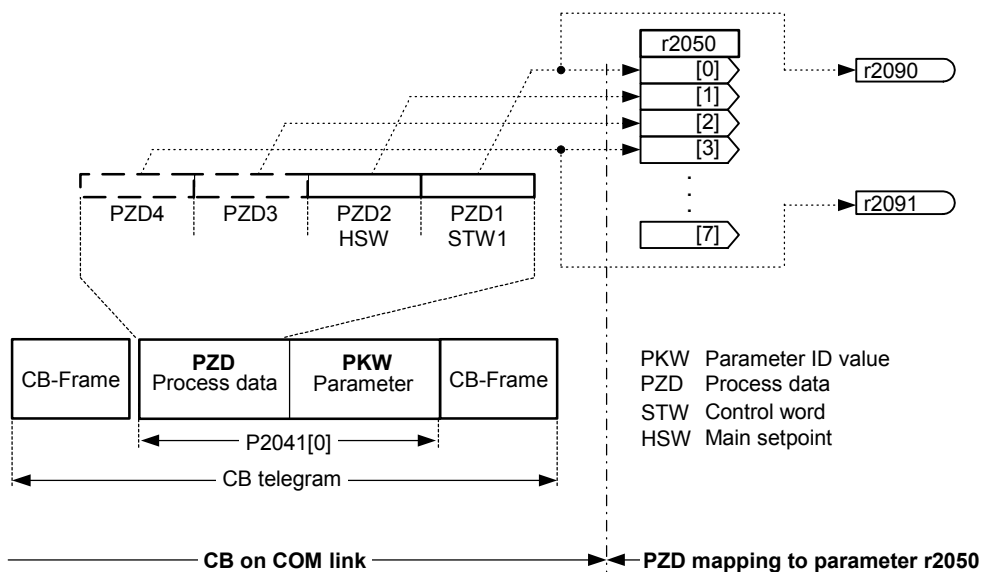 r2050
[0]
r2090
[1]
[2]
[3]
PZD4
PZD3
PZD2
HSW
PZD1
STW1
r2091
[7]
CB-Frame
PZD
Process data
PKW
Parameter
CB-Frame
PKW Parameter ID value
PZD Process data
STW Control word
HSW Main setpoint
P2041[0]
CB telegram
CB on COM link
PZD mapping to parameter r2050